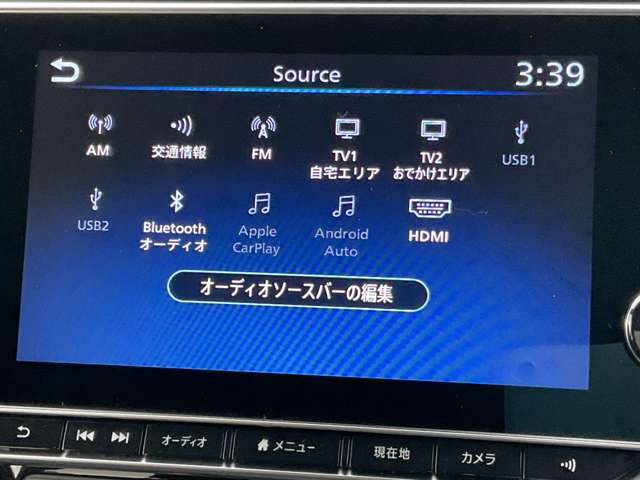 Source
3:39
AM
交通情報
FM
TV1
自宅エリア
TV2
おでかけエリア
USB1
USB2
Bluetooth
オーディオ
Apple
CarPlay
Android
Auto
HDMI
オーディオソースバーの編集
オーディオ
メニュー
現在地
カメラ